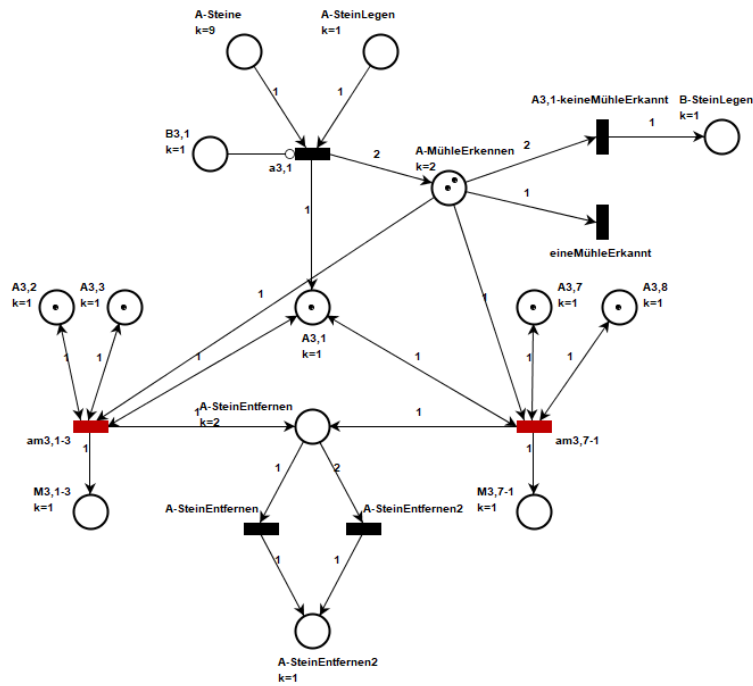 A-Steine
k=9
A-SteinLegen
k=1
1
1
B3,1
k=1
a3,1
2
A-MühleErkennen
k=2
2
A3,1-keineMühleErkannt
1
B-SteinLegen
k=1
1
eineMühleErkannt
1
1
1
A3,2
k=1
A3,3
k=1
A3,1
k=1
A3,7
k=1
A3,8
k=1
1
1
1
1
1
1
am3,1-3
1
A-SteinEntfernen
k=2
1
am3,7-1
1
1
M3,1-3
k=1
M3,7-1
k=1
1
2
A-SteinEntfernen
A-SteinEntfernen2
1
1
A-SteinEntfernen2
k=1